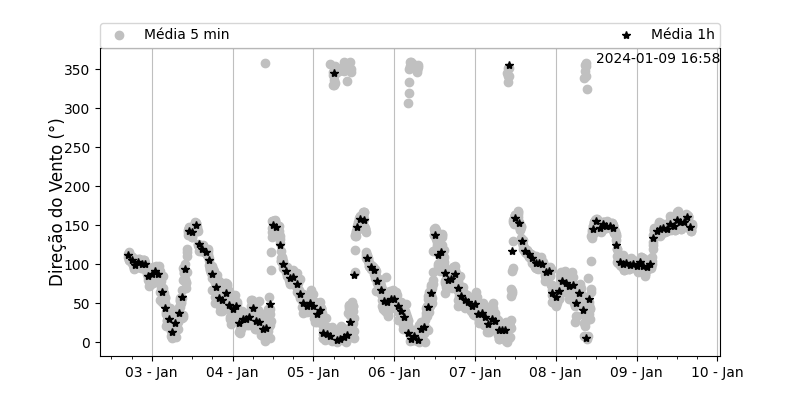 Média 5 min
Média 1h
2024-01-09 16:58
Direção do Vento (°)
350
300
250
200
150
100
50
0
03 - Jan
04 - Jan
05 - Jan
06 - Jan
07 - Jan
08 - Jan
09 - Jan
10 - Jan